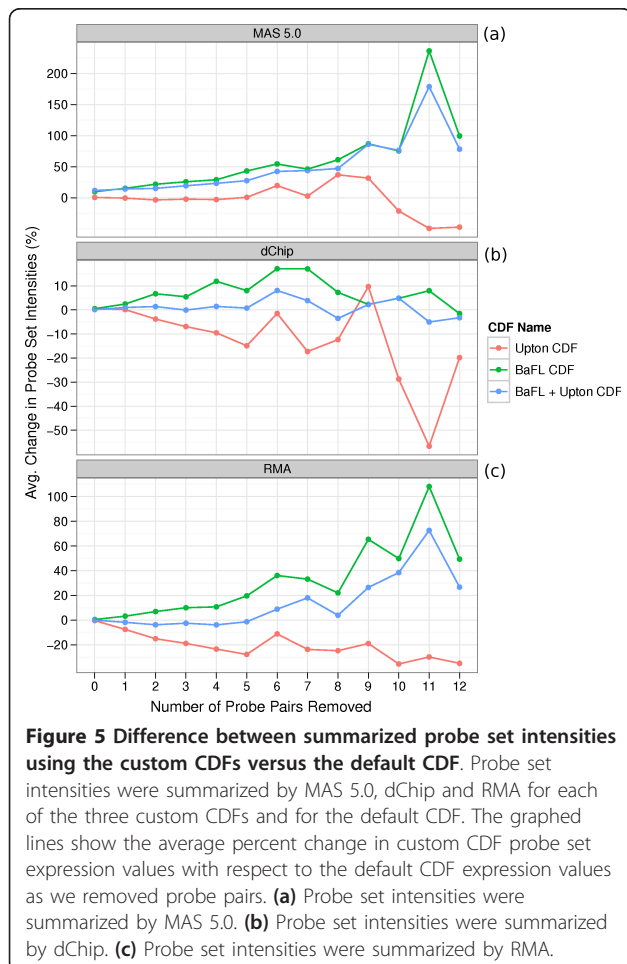 MAS 5.0
(a)
200
150
100
50
0
dChip
(b)
10
0
−10
−20
−30
−40
−50
Avg. Change in Probe Set Intensities (%)
CDF Name
Upton CDF
BaFL CDF
BaFL + Upton CDF
RMA
(c)
100
80
60
40
20
0
−20
0 1 2 3 4 5 6 7 8 9 10 11 12
Number of Probe Pairs Removed
Figure 5 Difference between summarized probe set intensities
using the custom CDFs versus the default CDF. Probe set
intensities were summarized by MAS 5.0, dChip and RMA for each
of the three custom CDFs and for the default CDF. The graphed
lines show the average percent change in custom CDF probe set
expression values with respect to the default CDF expression values
as we removed probe pairs. (a) Probe set intensities were
summarized by MAS 5.0. (b) Probe set intensities were summarized
by dChip. (c) Probe set intensities were summarized by RMA.